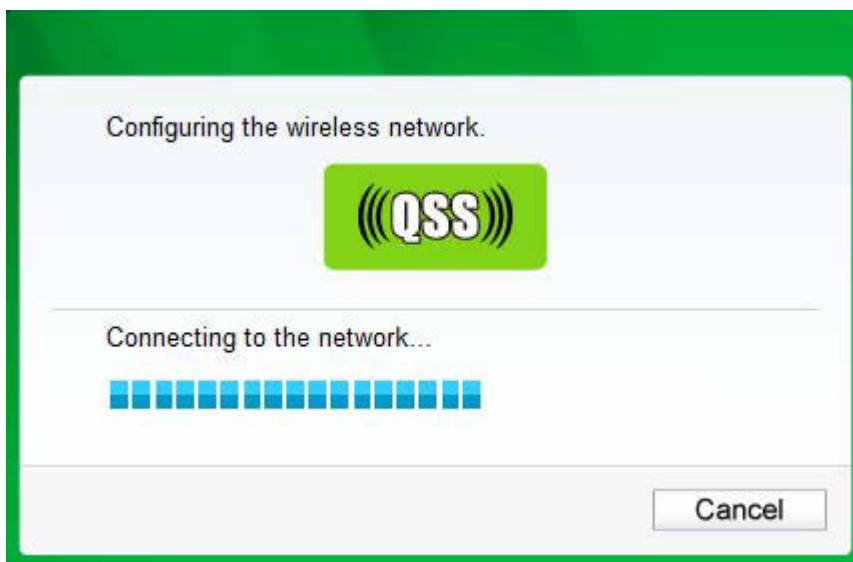 Configuring the wireless network.
(((QSS)))
Connecting to the network...
Cancel